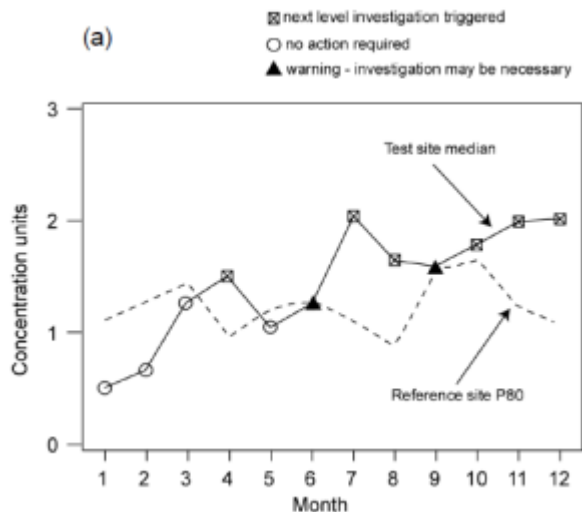 (a)
next level investigation triggered
no action required
warning - investigation may be necessary
3
2
1
0
Concentration units
Test site median
Reference site P80
1 2 3 4 5 6 7 8 9 10 11 12
Month